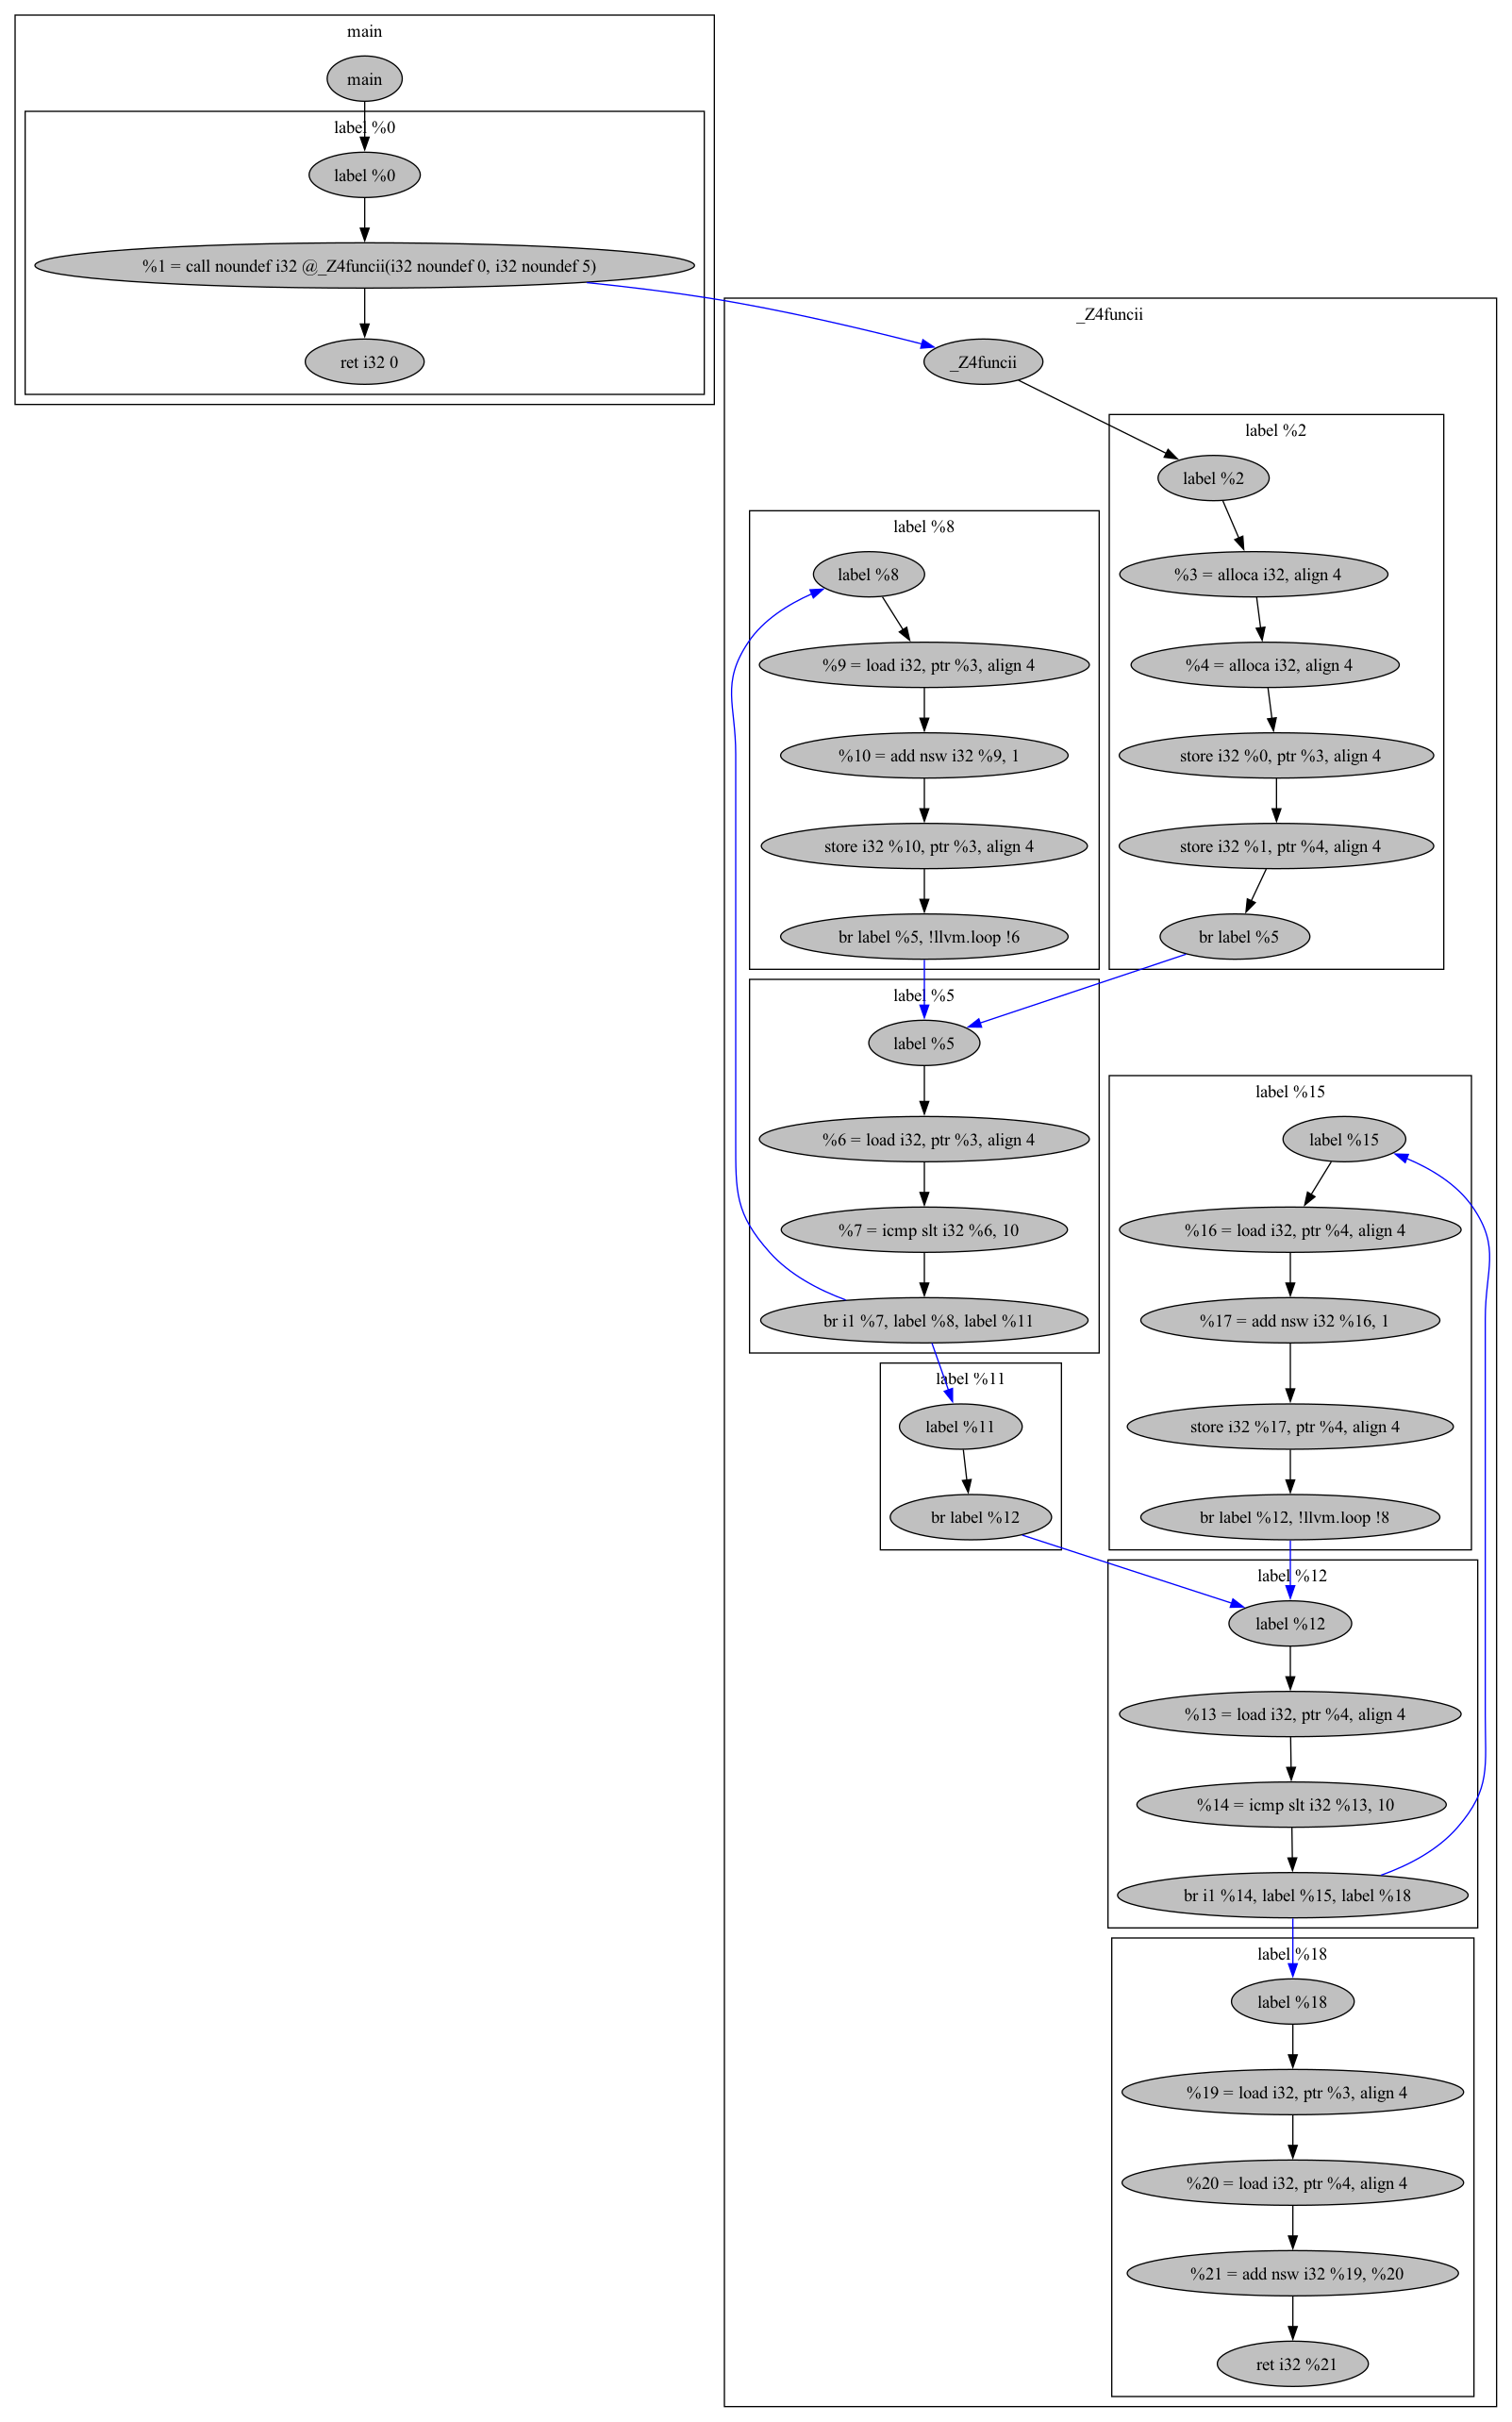 main
main
label %0
label %0
%1 = call noundef i32 @_Z4funcii(i32 noundef 0, i32 noundef 5)
ret i32 0
_Z4funcii
_Z4funcii
label %2
label %2
%3 = alloca i32, align 4
%4 = alloca i32, align 4
store i32 %0, ptr %3, align 4
store i32 %1, ptr %4, align 4
br label %5
label %8
label %8
%9 = load i32, ptr %3, align 4
%10 = add nsw i32 %9, 1
store i32 %10, ptr %3, align 4
br label %5, !llvm.loop !6
label %5
label %5
%6 = load i32, ptr %3, align 4
%7 = icmp slt i32 %6, 10
br i1 %7, label %8, label %11
label %11
label %11
br label %12
label %15
label %15
%16 = load i32, ptr %4, align 4
%17 = add nsw i32 %16, 1
store i32 %17, ptr %4, align 4
br label %12, !llvm.loop !8
label %12
label %12
%13 = load i32, ptr %4, align 4
%14 = icmp slt i32 %13, 10
br i1 %14, label %15, label %18
label %18
label %18
%19 = load i32, ptr %3, align 4
%20 = load i32, ptr %4, align 4
%21 = add nsw i32 %19, %20
ret i32 %21